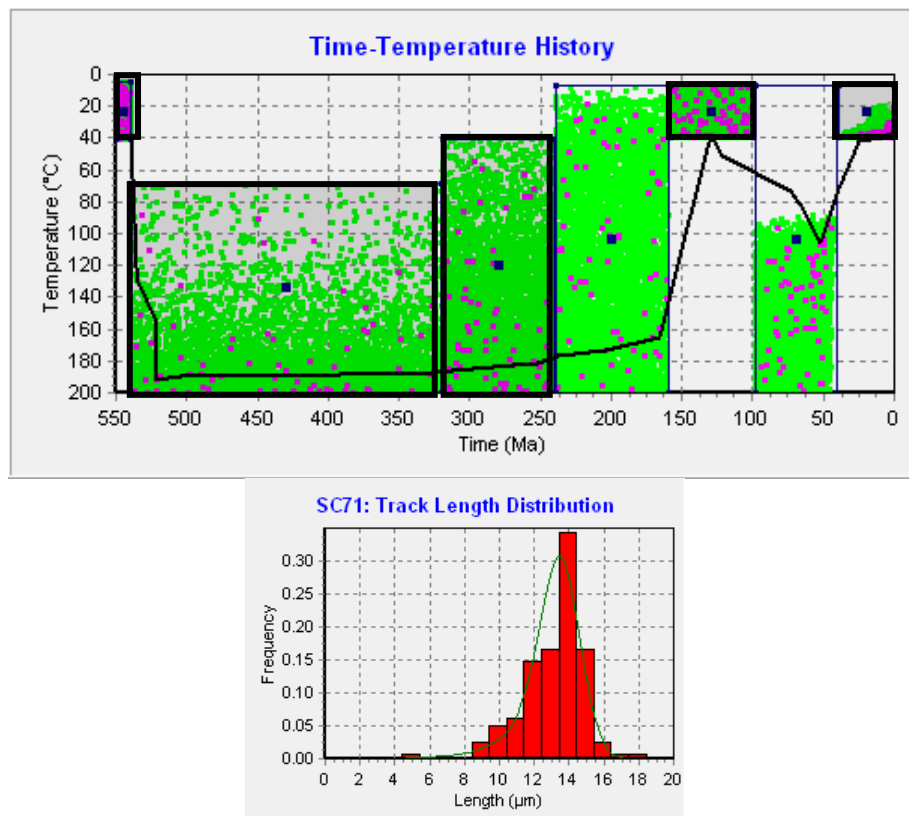 Time-Temperature History
0
20
40
60
80
100
120
140
160
180
200
Temperature (°C)
550 500 450 400 350 300 250 200 150 100 50 0
Time (Ma)
SC71: Track Length Distribution
0.30
0.25
0.20
0.15
0.10
0.05
0.00
Frequency
0 2 4 6 8 10 12 14 16 18 20
Length (µm)